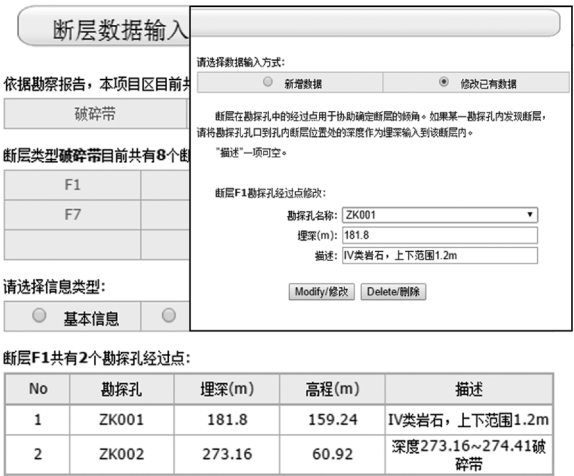 断层数据输入
依据勘察报告，本项目区目前共
破碎带
断层类型破碎带目前共有8个断
F1
F7
请选择信息类型：
基本信息
请选择数据输入方式：
新增数据 修改已有数据
断层在勘探孔中的经过点用于协助确定断层的倾角。如果某一勘探孔内发现断层，
请将勘探孔孔口到孔内断层位置处的深度作为埋深输入到该断层内。
"描述"一项可空。
断层F1勘探孔经过点修改：
勘探孔名称： ZK001
埋深(m)： 181.8
描述： IV类岩石，上下范围1.2m
Modify/修改 Delete/删除
断层F1共有2个勘探孔经过点：
No 勘探孔 埋深(m) 高程(m) 描述
1 ZK001 181.8 159.24 IV类岩石，上下范围1.2m
2 ZK002 273.16 60.92 深度273.16~274.41破
碎带